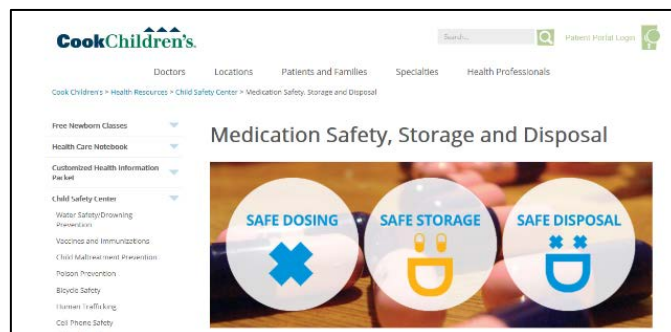 CookChildren's.
Search...
Patient Portal Login
Doctors Locations Patients and Families Specialties Health Professionals
Cook Children's > Health Resources > Child Safety Center > Medication Safety, Storage and Disposal
Free Newborn Classes
Health Care Notebook
Customized Health Information
Packet
Child Safety Center
Water Safety/Drowning
Prevention
Vaccines and Immunizations
Child Maltreatment Prevention
Poison Prevention
Bicycle Safety
Human Trafficking
Cell Phone Safety
Medication Safety, Storage and Disposal
SAFE DOSING
SAFE STORAGE
SAFE DISPOSAL